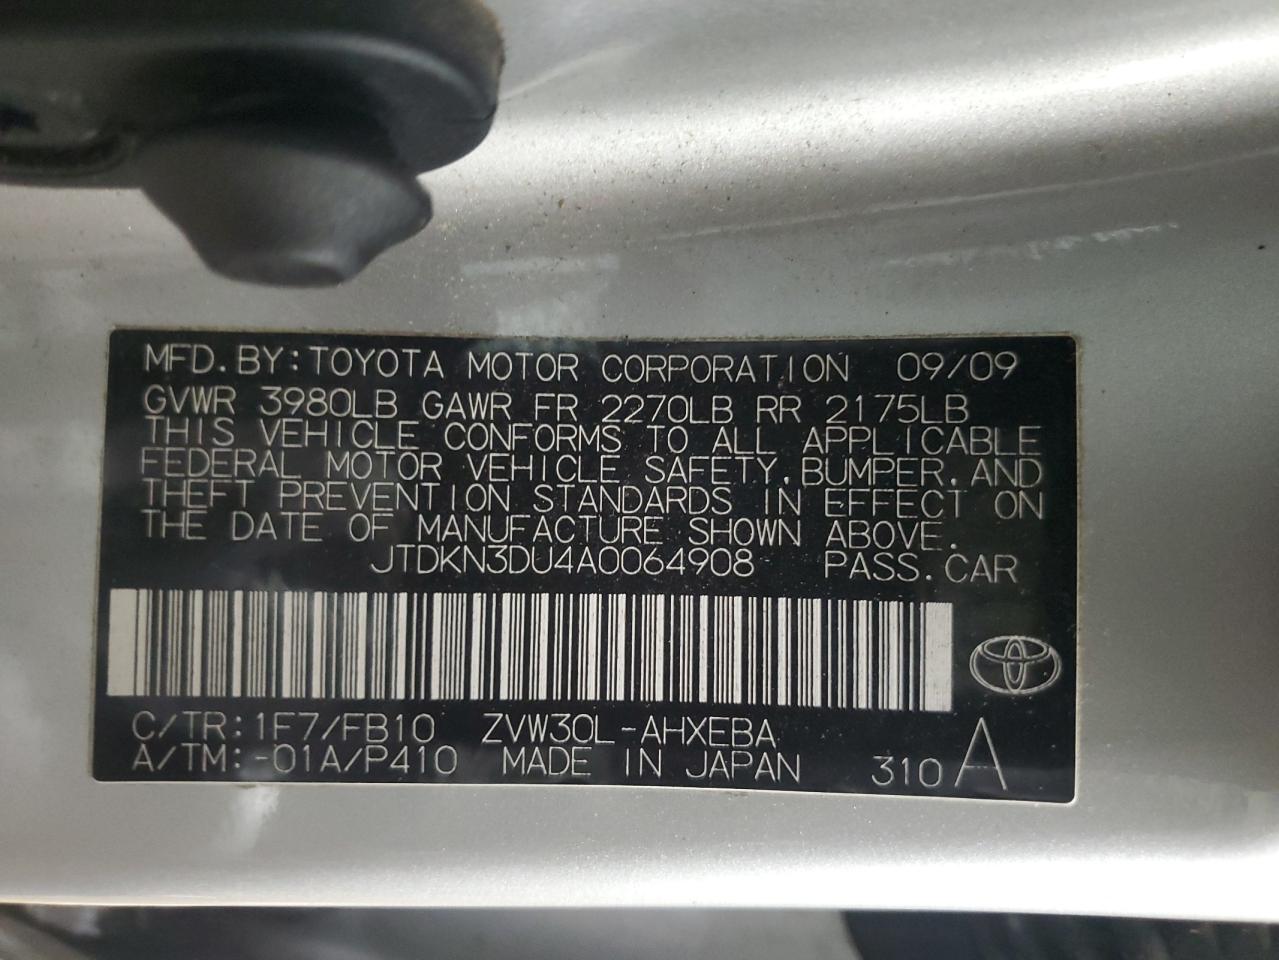 MFD. BY: TOYOTA MOTOR CORPORATION 09/09
GVWR 3980LB GAWR FR 2270LB RR 2175LB
THIS VEHICLE CONFORMS TO ALL APPLICABLE
FEDERAL MOTOR VEHICLE SAFETY, BUMPER, AND
THEFT PREVENTION STANDARDS IN EFFECT ON
THE DATE OF MANUFACTURE SHOWN ABOVE.
JTDKN3DU4A0064908 PASS. CAR
C/TR: 1F7/FB10 ZVW30L-AHXEBA
A/TM: -01A/P410 MADE IN JAPAN 310 A